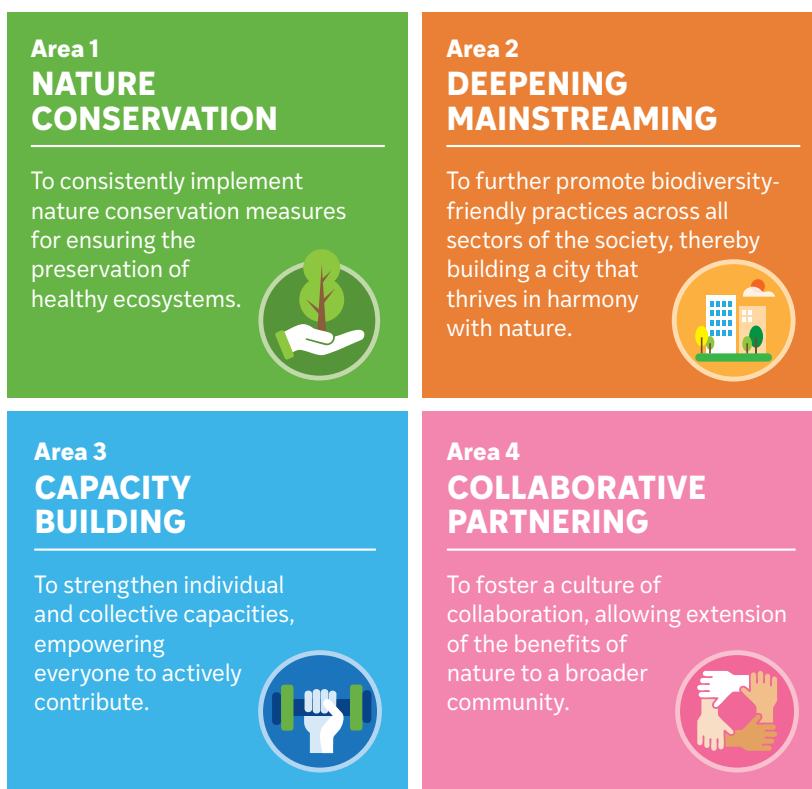 Area 1
NATURE
CONSERVATION
To consistently implement
nature conservation measures
for ensuring the
preservation of
healthy ecosystems.
Area 2
DEEPENING
MAINSTREAMING
To further promote biodiversity-
friendly practices across all
sectors of the society, thereby
building a city that
thrives in harmony
with nature.
Area 3
CAPACITY
BUILDING
To strengthen individual
and collective capacities,
empowering
everyone to actively
contribute.
Area 4
COLLABORATIVE
PARTNERING
To foster a culture of
collaboration, allowing extension
of the benefits of
nature to a broader
community.